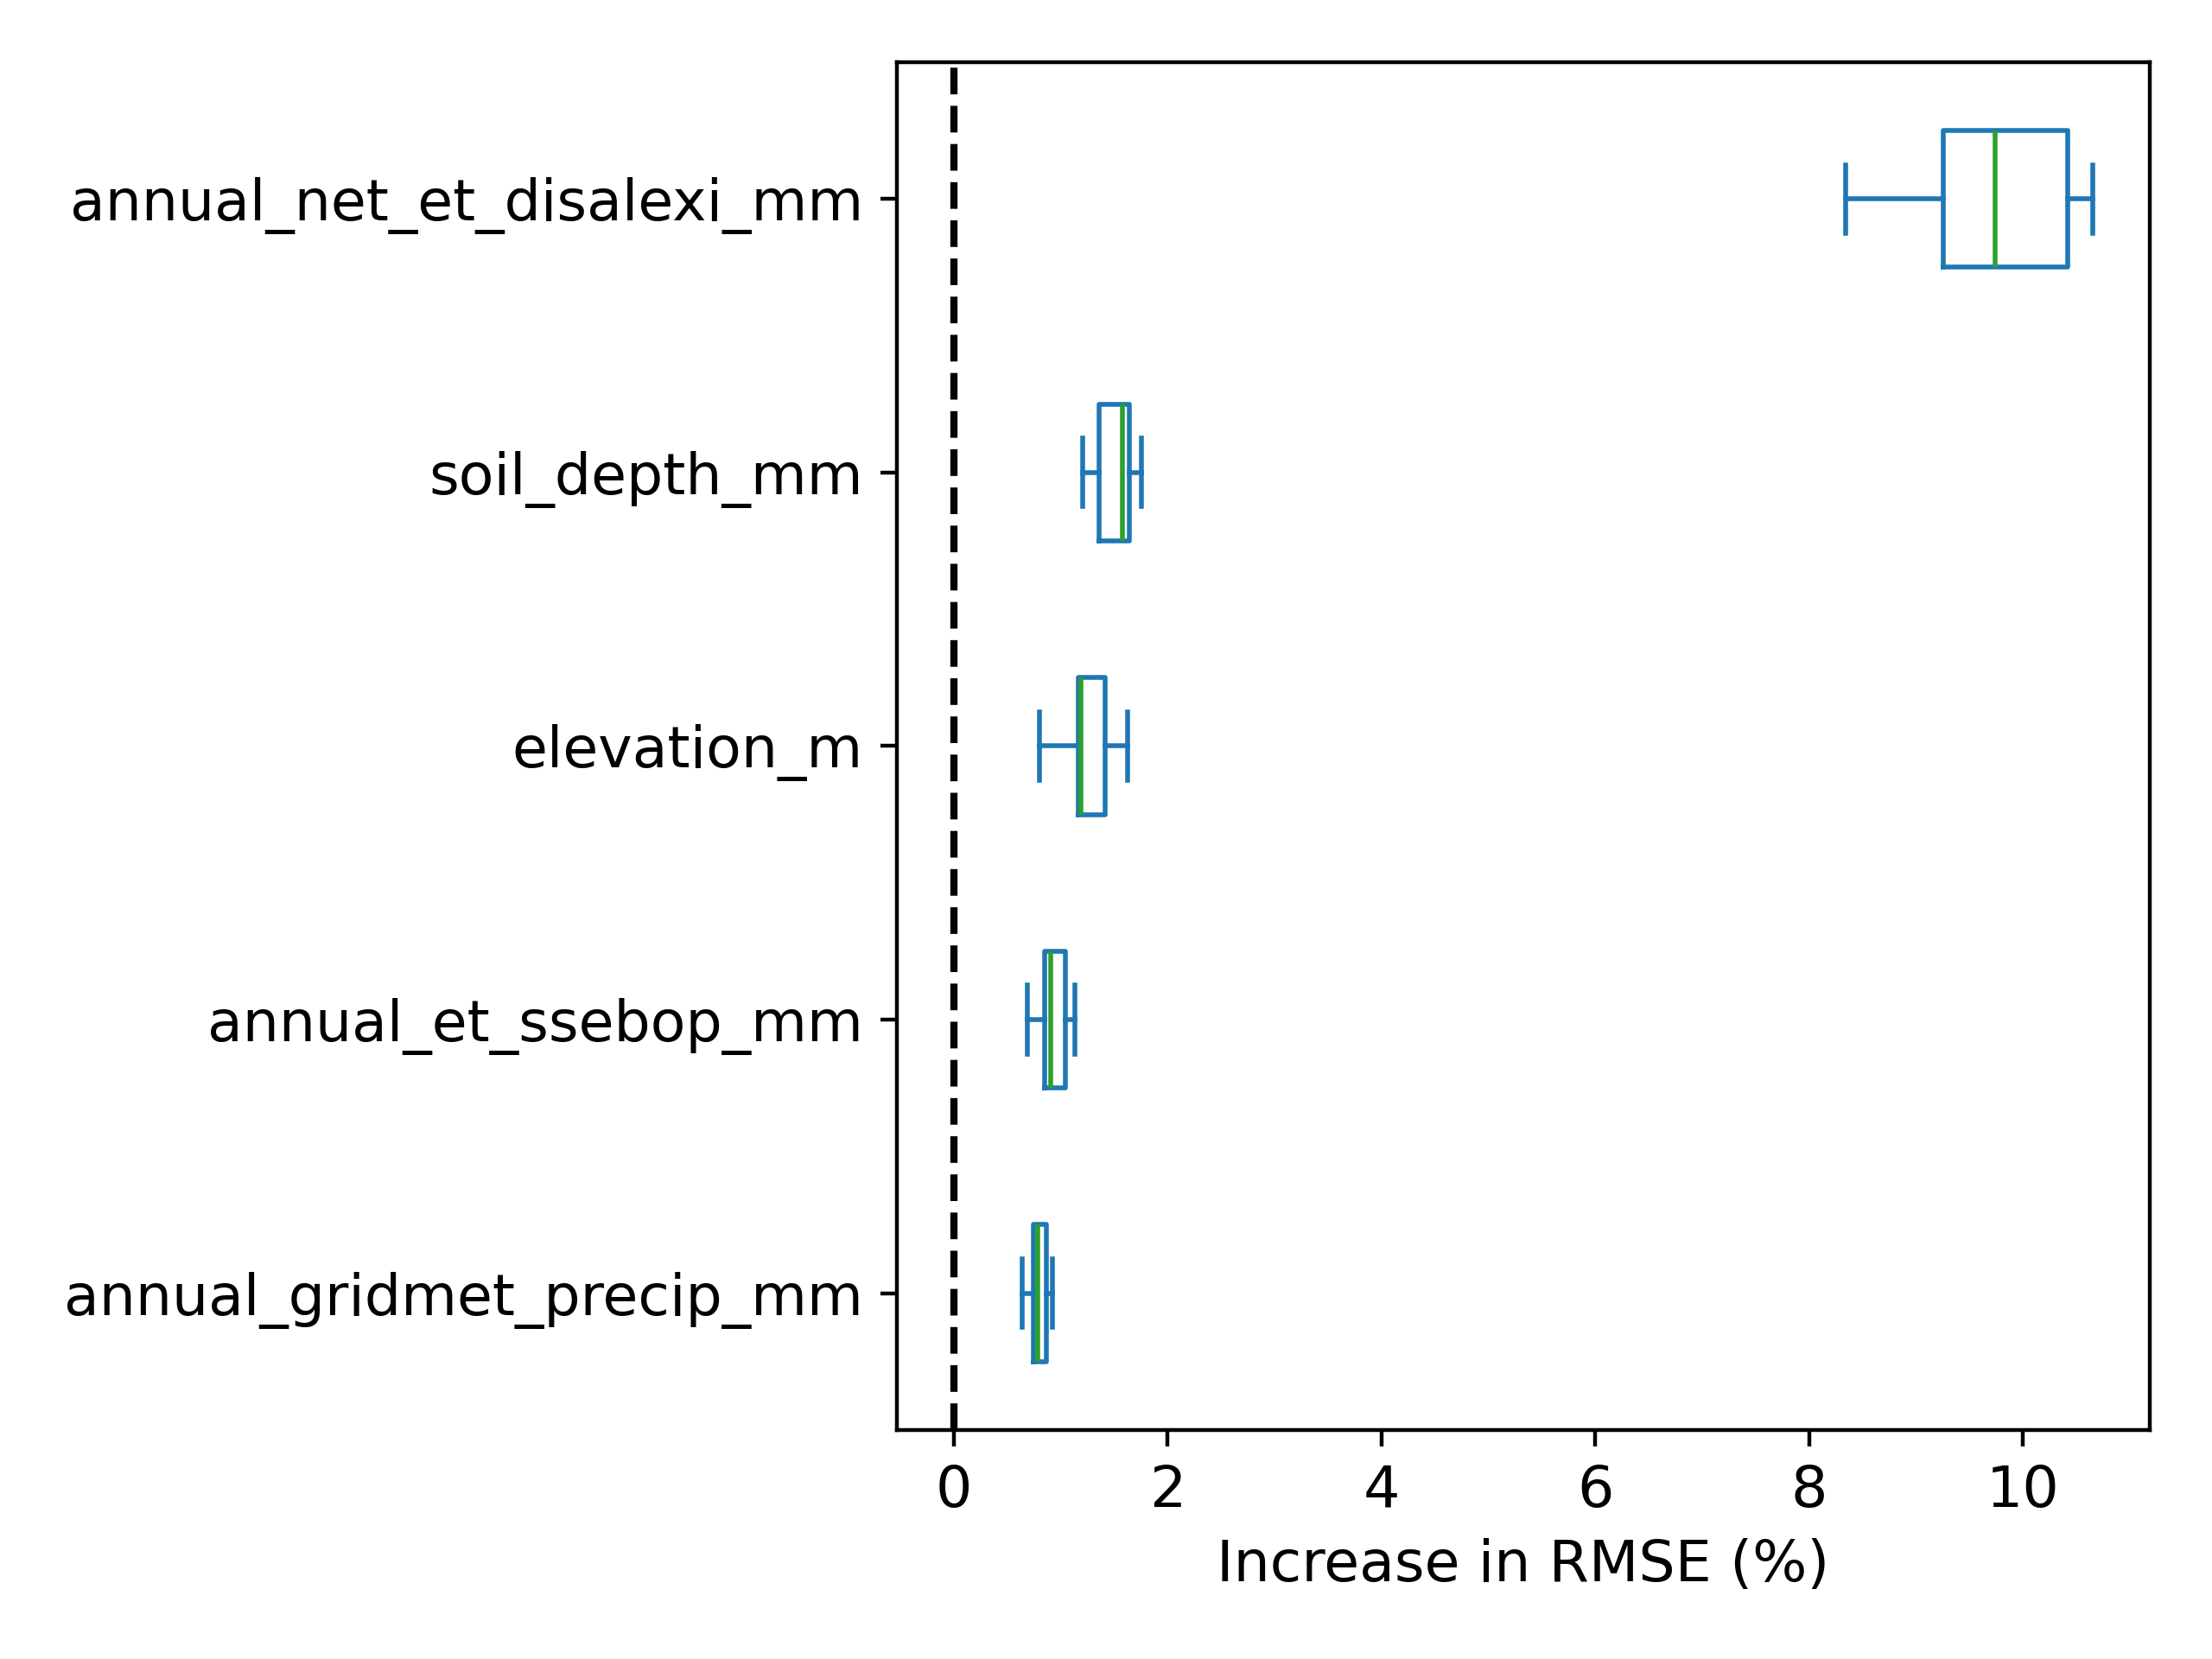 annual_net_et_disalexi_mm
soil_depth_mm
elevation_m
annual_et_ssebop_mm
annual_gridmet_precip_mm
0 2 4 6 8 10
Increase in RMSE (%)